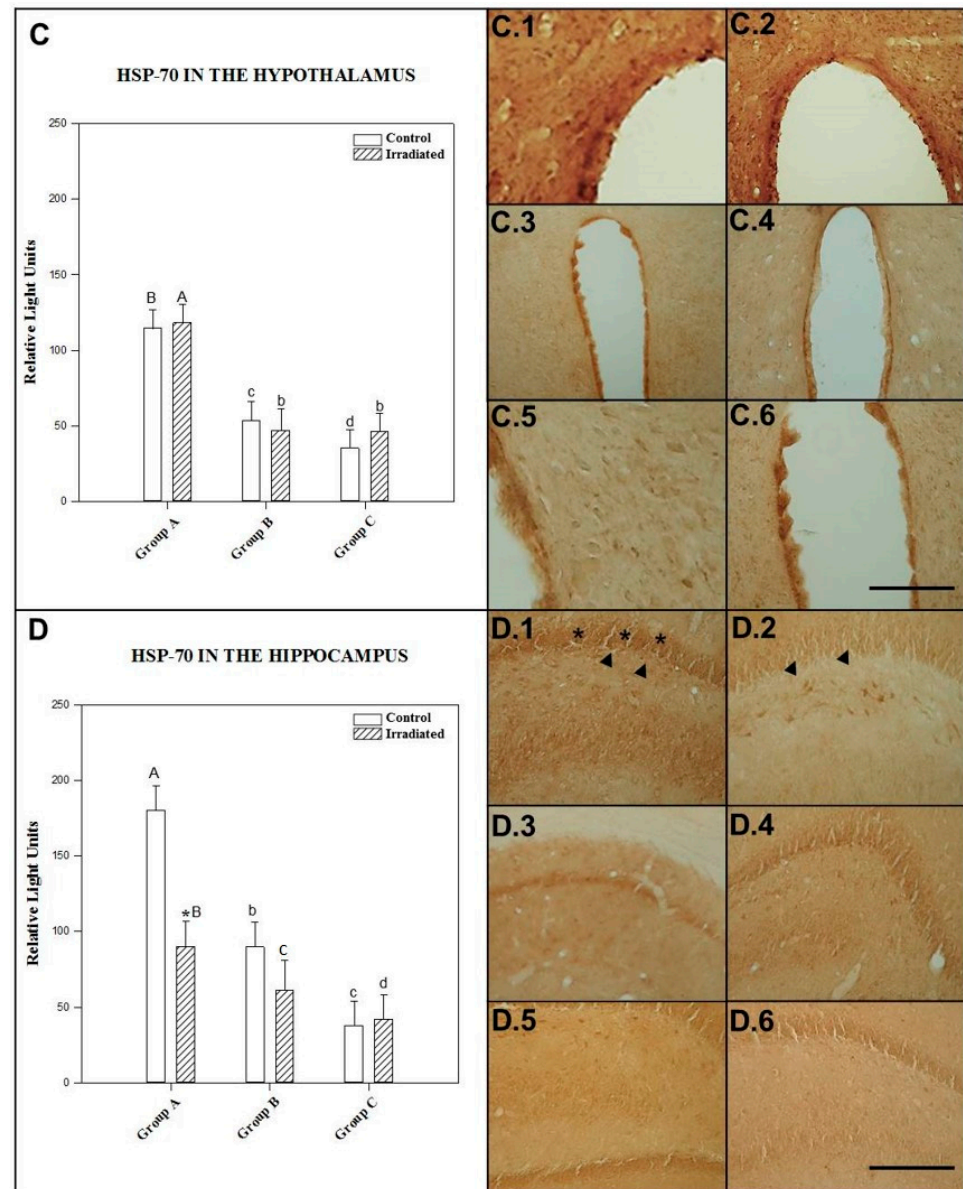 C
HSP-70 IN THE HYPOTHALAMUS
Control
Irradiated
Relative Light Units
250
200
150
100
50
0
B A
c b
d b
Group A
Group B
Group C
C.1
C.2
C.3
C.4
C.5
C.6
D
HSP-70 IN THE HIPPOCAMPUS
Control
Irradiated
Relative Light Units
250
200
150
100
50
0
A
*B
b
C
c d
Group A
Group B
Group C
D.1
* * *
D.2
D.3
D.4
D.5
D.6